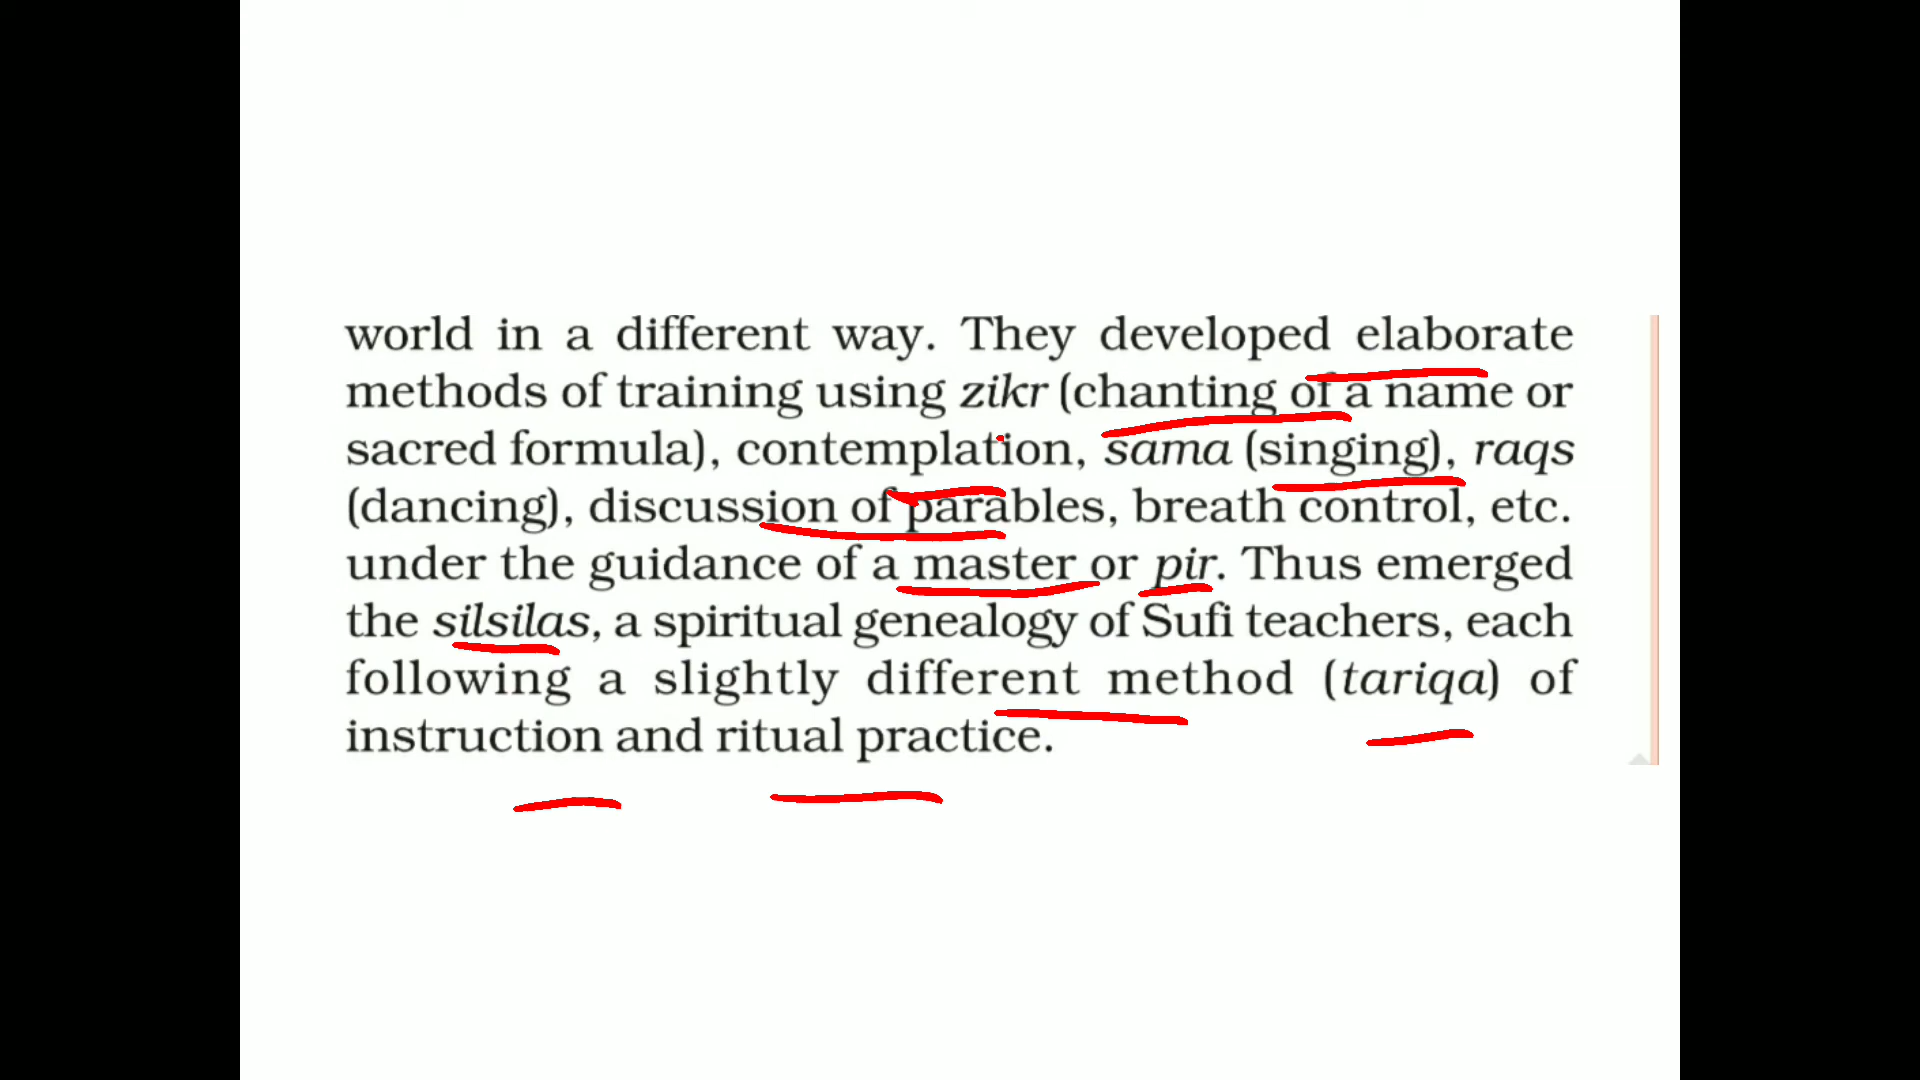 world in a different way. They developed elaborate
methods of training using zikr (chanting of a name or
sacred formula), contemplation, sama (singing), raqs
(dancing), discussion of parables, breath control, etc.
under the guidance of a master or pir. Thus emerged
the silsilas, a spiritual genealogy of Sufi teachers, each
following a slightly different method (tariqa) of
instruction and ritual practice.